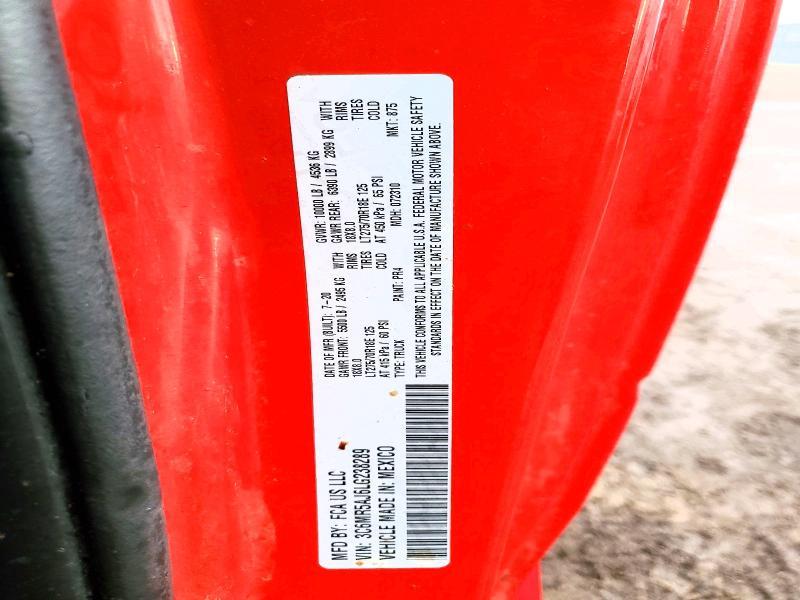 MFD BY: FCA US LLC
DATE OF MFR (BUILT): 7-20 GVWR: 10000 LB / 4536 KG
GAWR FRONT: 5500 LB / 2495 KG WITH GAWR REAR: 6390 LB / 2899 KG WITH
18X8.0 RIMS 18X8.0 RIMS
LT275/70R18E 125 TIRES LT275/70R18E 125 TIRES
AT 415 kPa / 60 PSI COLD AT 450 kPa / 65 PSI COLD
VIN: 3C6MR5AJ6LG238289
TYPE: TRUCK PAINT: PR4 MDH: 072310 MKT: 875
VEHICLE MADE IN: MEXICO
THIS VEHICLE CONFORMS TO ALL APPLICABLE U.S.A. FEDERAL MOTOR VEHICLE SAFETY
STANDARDS IN EFFECT ON THE DATE OF MANUFACTURE SHOWN ABOVE.